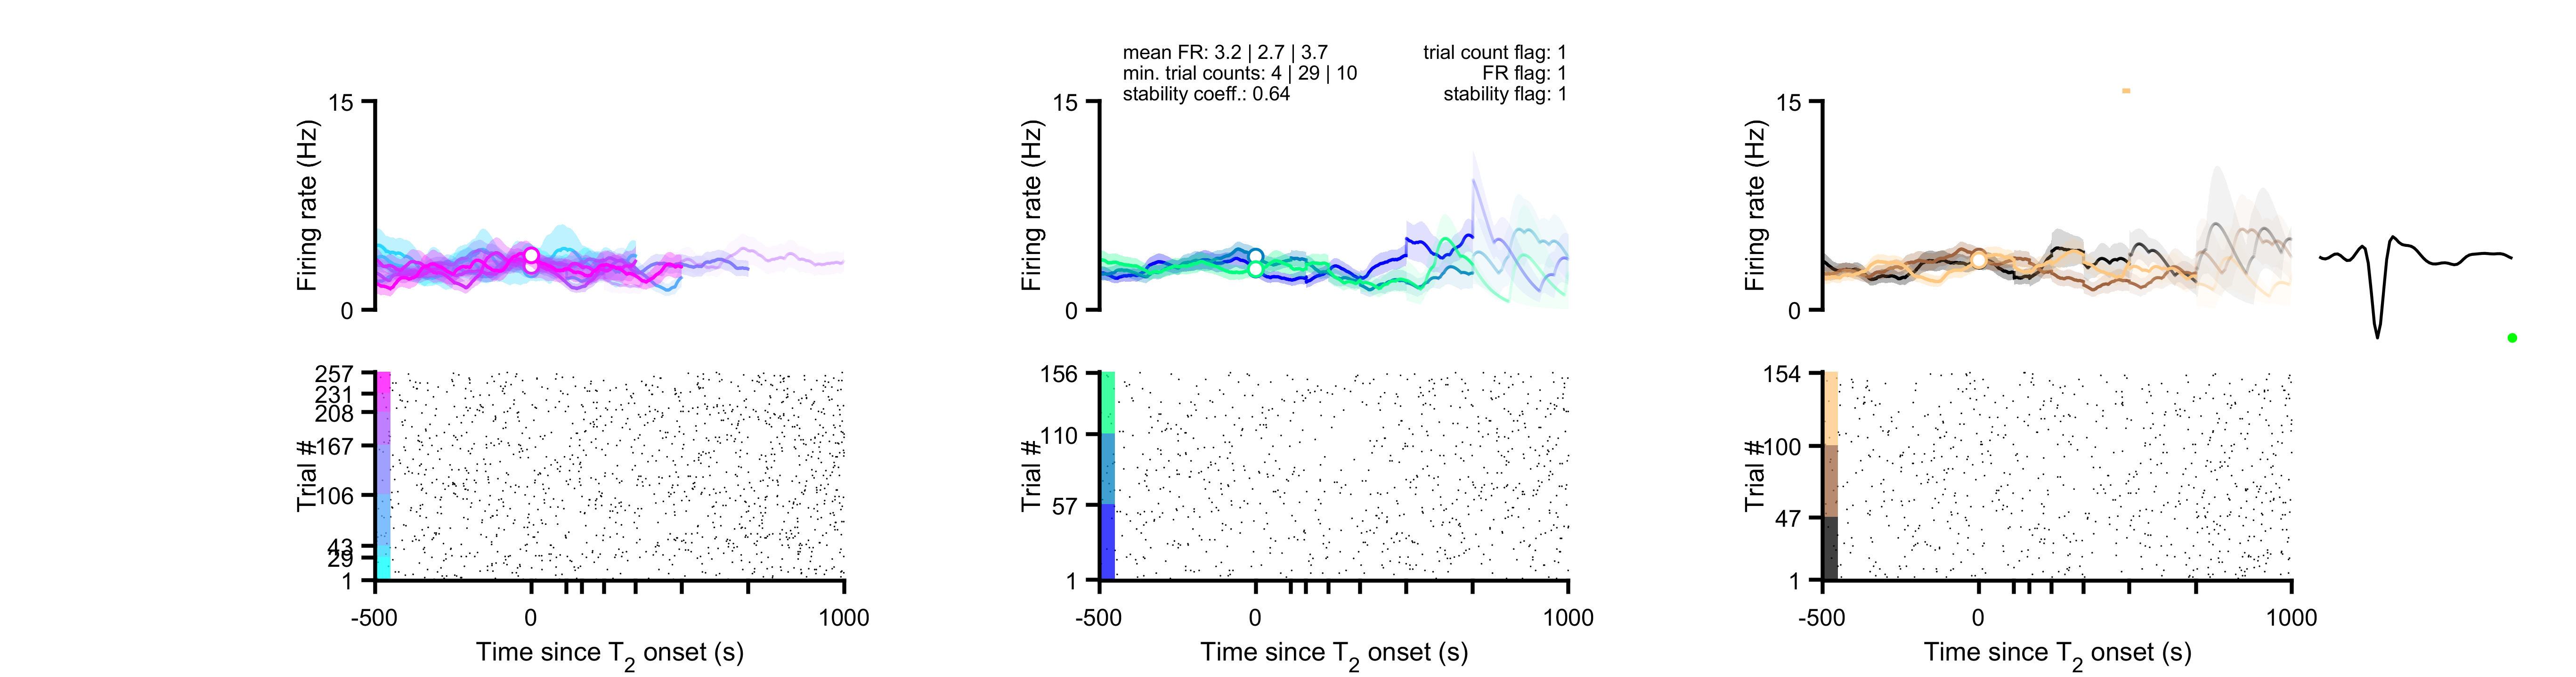 mean FR: 3.2 | 2.7 | 3.7
min. trial counts: 4 | 29 | 10
stability coeff.: 0.64
trial count flag: 1
FR flag: 1
stability flag: 1
15
Firing rate (Hz)
0
257
231
208
167
106
43
29
1
Trial #
-500
0
1000
Time since T2 onset (s)
15
Firing rate (Hz)
0
156
110
57
1
Trial #
-500
0
1000
Time since T2 onset (s)
15
Firing rate (Hz)
0
154
100
47
1
Trial #
-500
0
1000
Time since T2 onset (s)